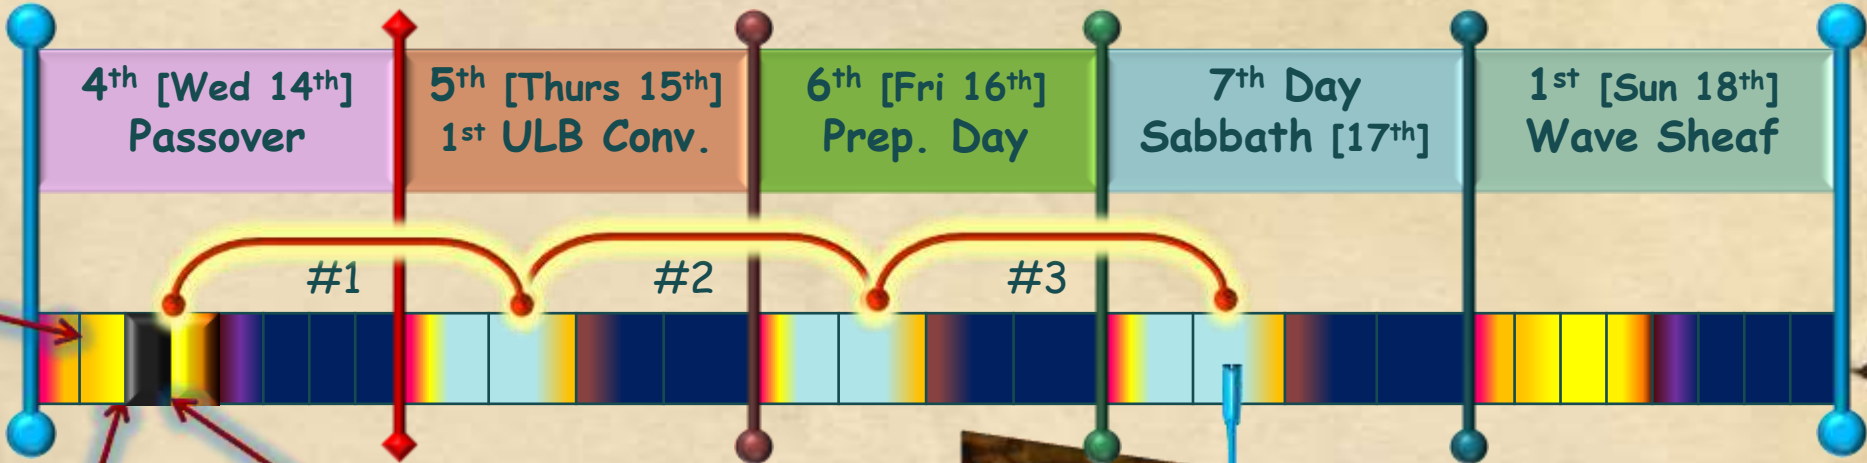 4th [Wed 14th]
Passover
5th [Thurs 15th]
1st ULB Conv.
6th [Fri 16th]
Prep. Day
7th Day
Sabbath [17th]
1st [Sun 18th]
Wave Sheaf
#1
#2
#3